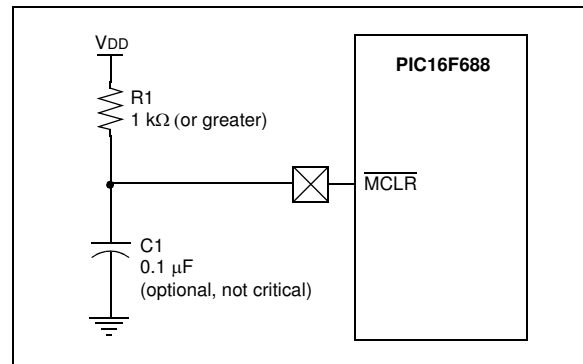 VDD
R1
1 kΩ (or greater)
PIC16F688
MCLR
C1
0.1 μF
(optional, not critical)